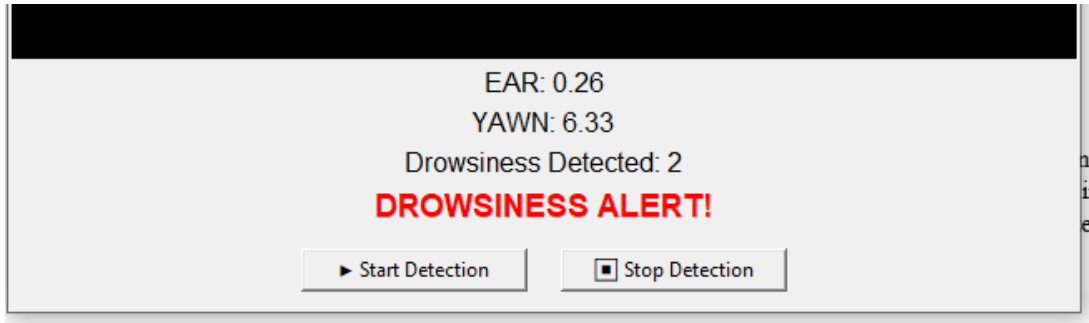 EAR: 0.26
YAWN: 6.33
Drowsiness Detected: 2
DROWSINESS ALERT!
► Start Detection
▣ Stop Detection